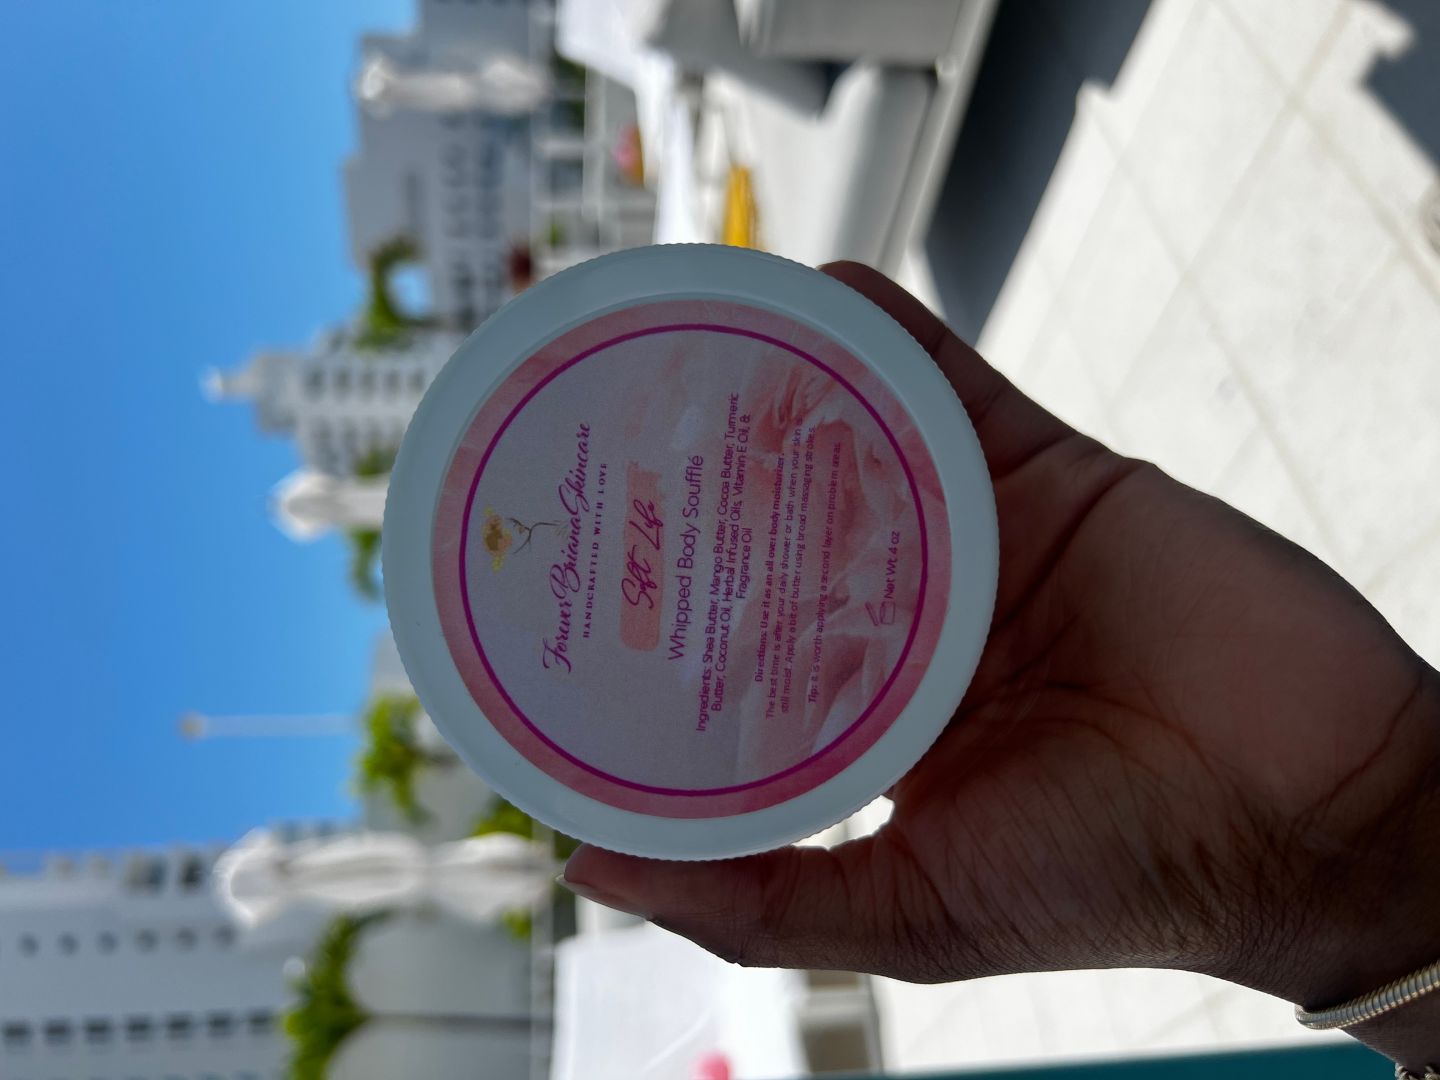 ForeverBrianaSkincare
HANDCRAFTED WITH LOVE
Soft Life
Whipped Body Soufflé
Ingredients: Shea Butter, Mango Butter, Cocoa Butter, Turmeric
Butter, Coconut Oil, Herbal Infused Oils, Vitamin E Oil, &
Fragrance Oil
Directions: Use it as an all over body moisturizer.
The best time is after your daily shower or bath when your skin is
still moist. Apply a bit of butter using broad massaging strokes.
Tip: it is worth applying a second layer on problem areas.
Net Wt. 4 oz